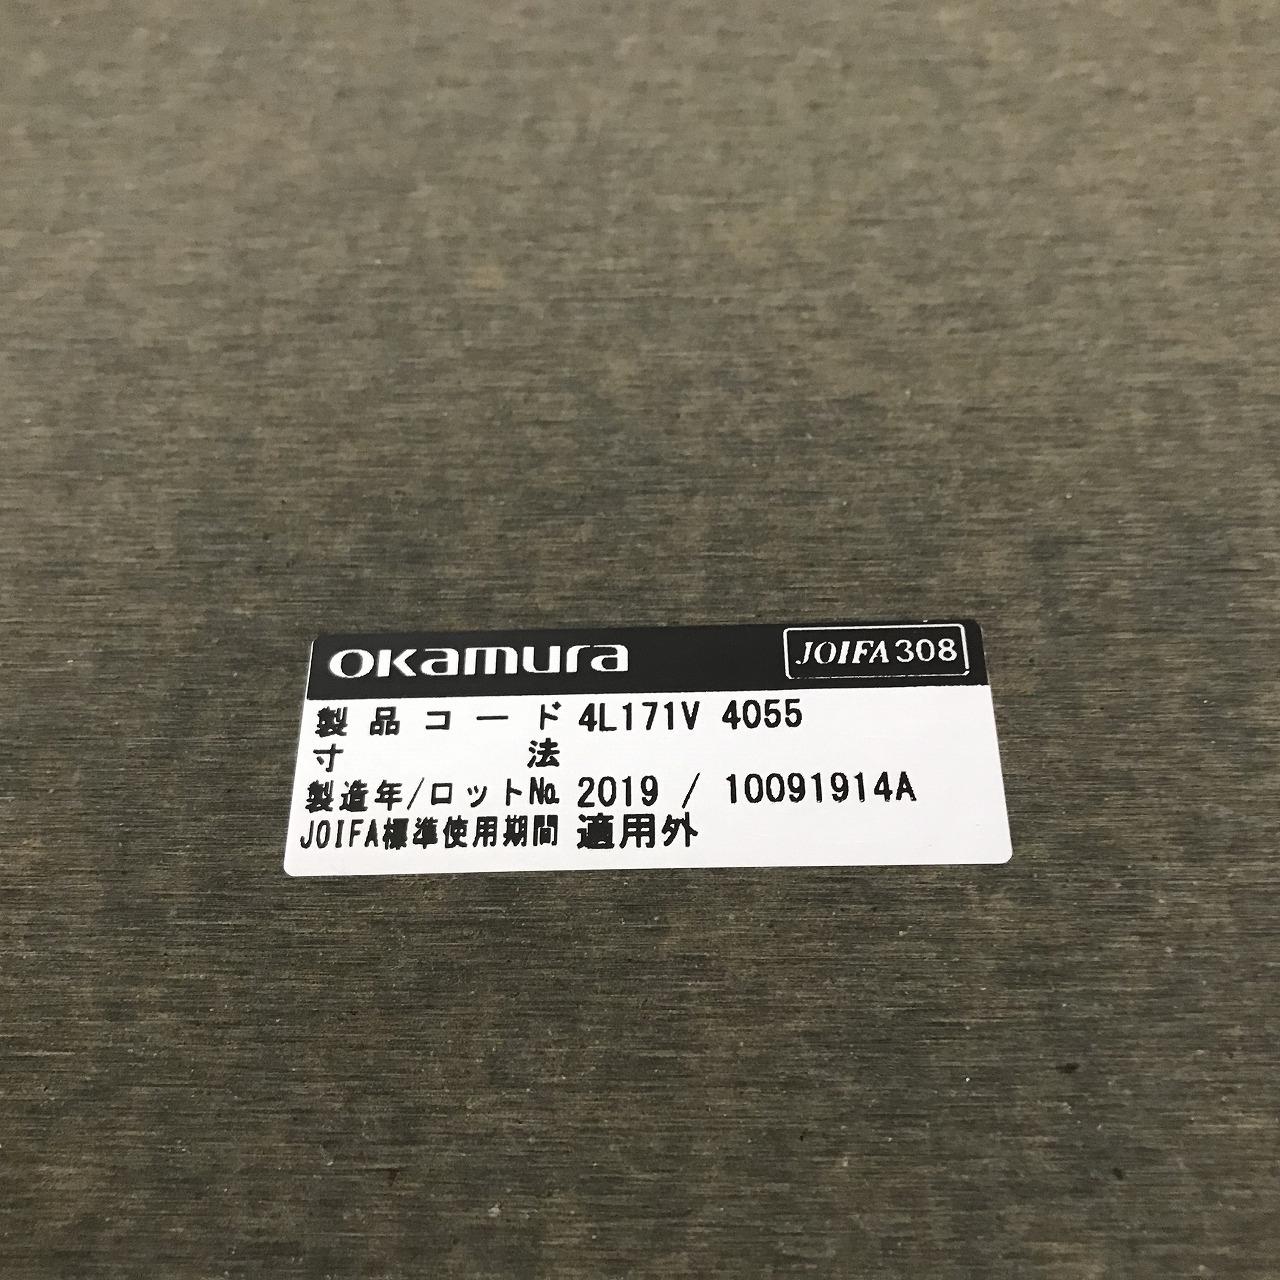 okamura JOIFA308
製品コード 4L171V 4055
寸法
製造年/ロット№ 2019 / 10091914A
JOIFA標準使用期間 適用外